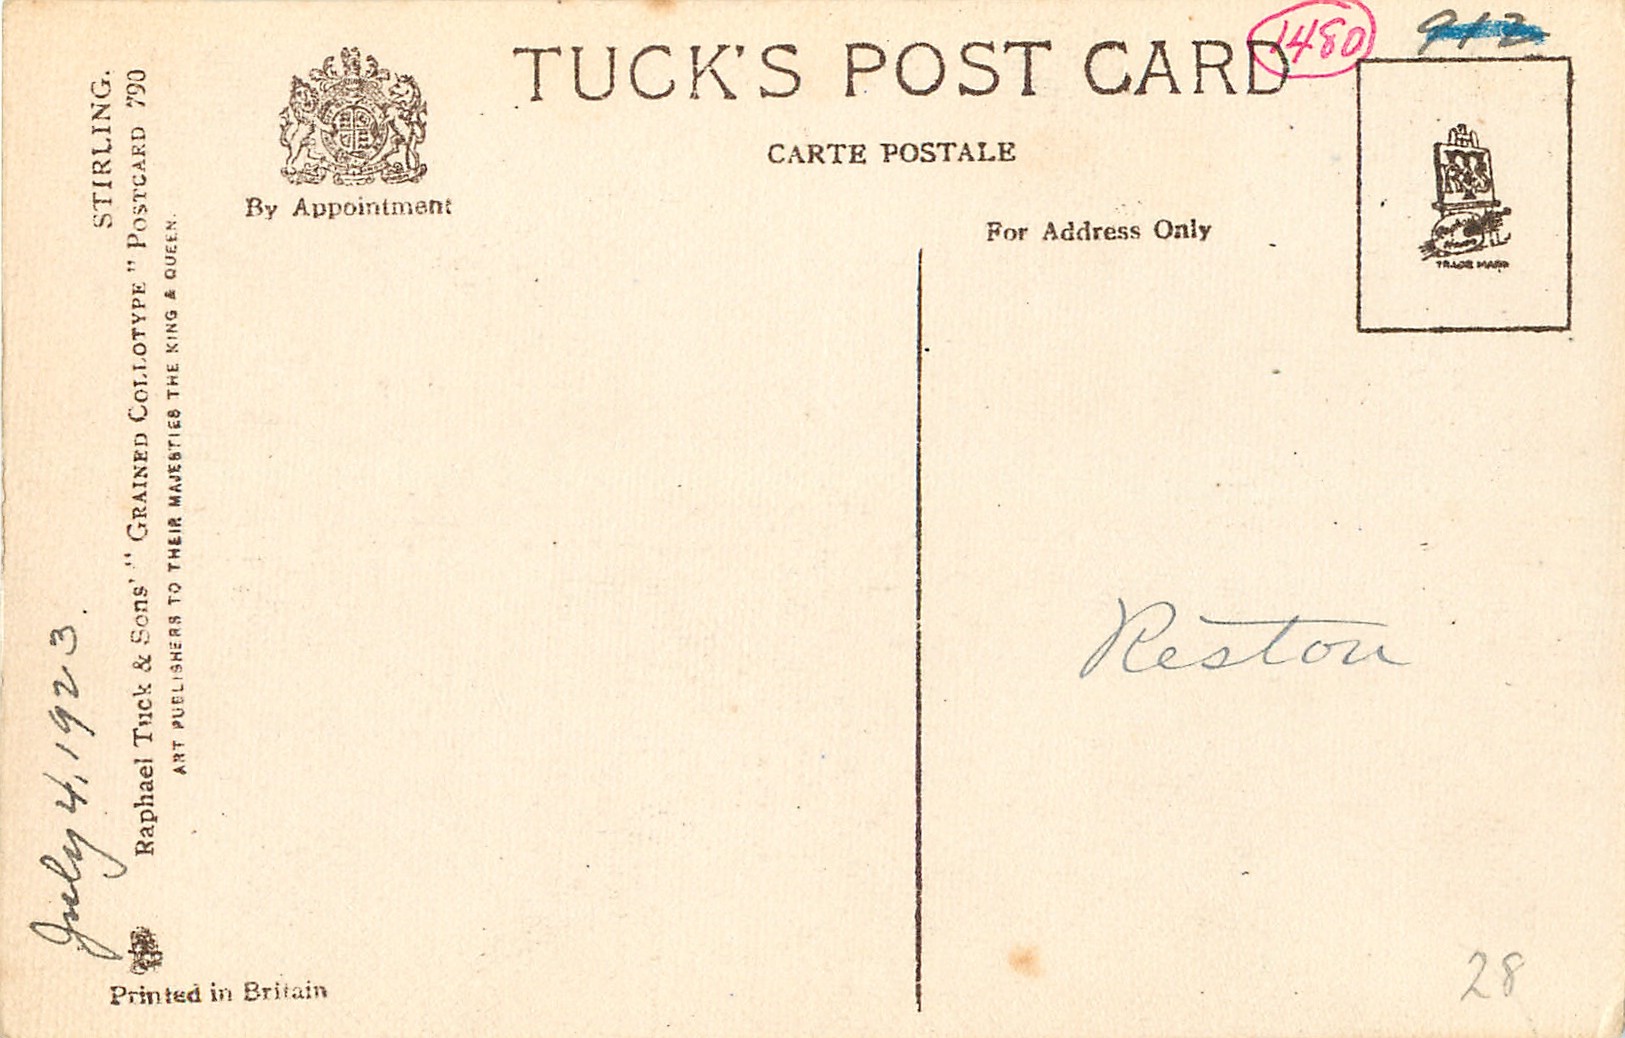 TUCK'S POST CARD
1480
912
CARTE POSTALE
By Appointment
For Address Only
TRADE MARK
STIRLING.
Raphael Tuck & Sons' "GRAINED COLLOTYPE" POSTCARD 790
ART PUBLISHERS TO THEIR MAJESTIES THE KING & QUEEN.
July 4, 1923.
Printed in Britain
Reston
28